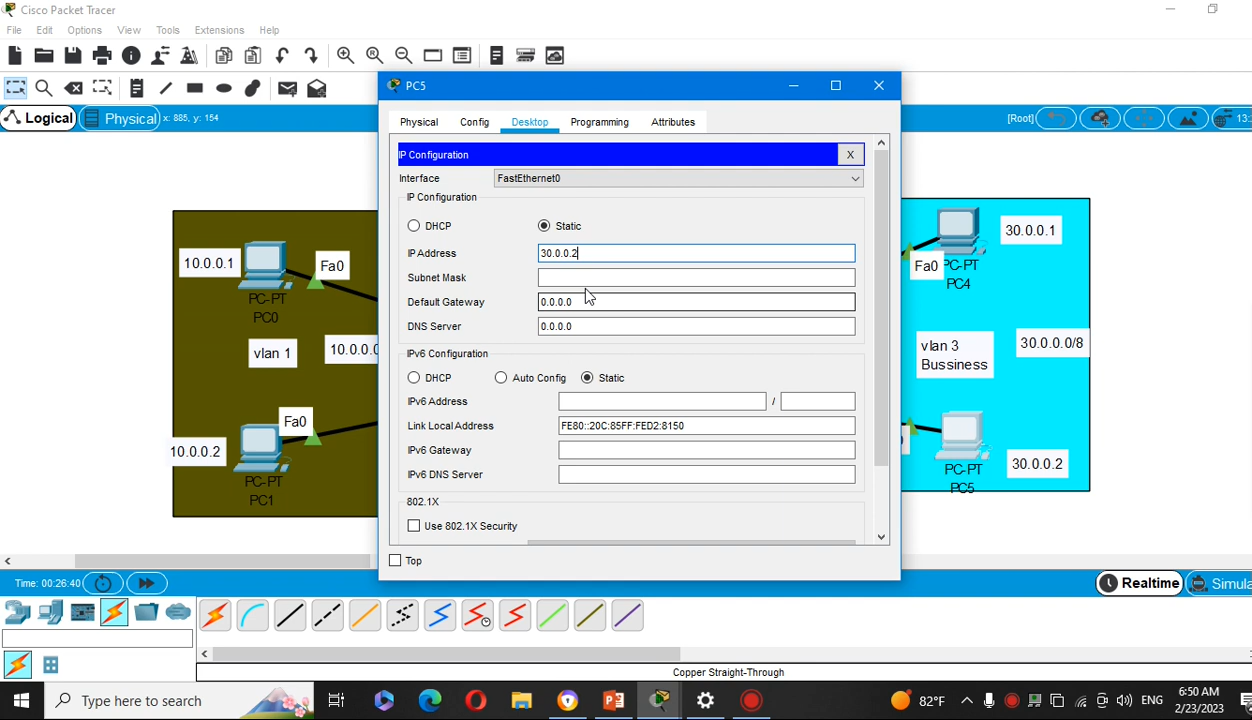 Cisco Packet Tracer
File Edit Options View Tools Extensions Help
PC5
Logical Physical x: 885, y: 154 [Root] 13:
Physical Config Desktop Programming Attributes
IP Configuration X
Interface FastEthernet0
IP Configuration
DHCP Static
IP Address 30.0.0.2
Subnet Mask
Default Gateway 0.0.0.0
DNS Server 0.0.0.0
IPv6 Configuration
DHCP Auto Config Static
IPv6 Address /
Link Local Address FE80::20C:85FF:FED2:8150
IPv6 Gateway
IPv6 DNS Server
802.1X
Use 802.1X Security
Top
10.0.0.1
Fa0
PC-PT
PC0
vlan 1
10.0.0.0
Fa0
10.0.0.2
PC-PT
PC1
30.0.0.1
Fa0
PC-PT
PC4
vlan 3
Bussiness
30.0.0.0/8
30.0.0.2
PC-PT
PC5
Time: 00:26:40 Realtime Simula
Copper Straight-Through
Type here to search
82°F ENG
6:50 AM
2/23/2023